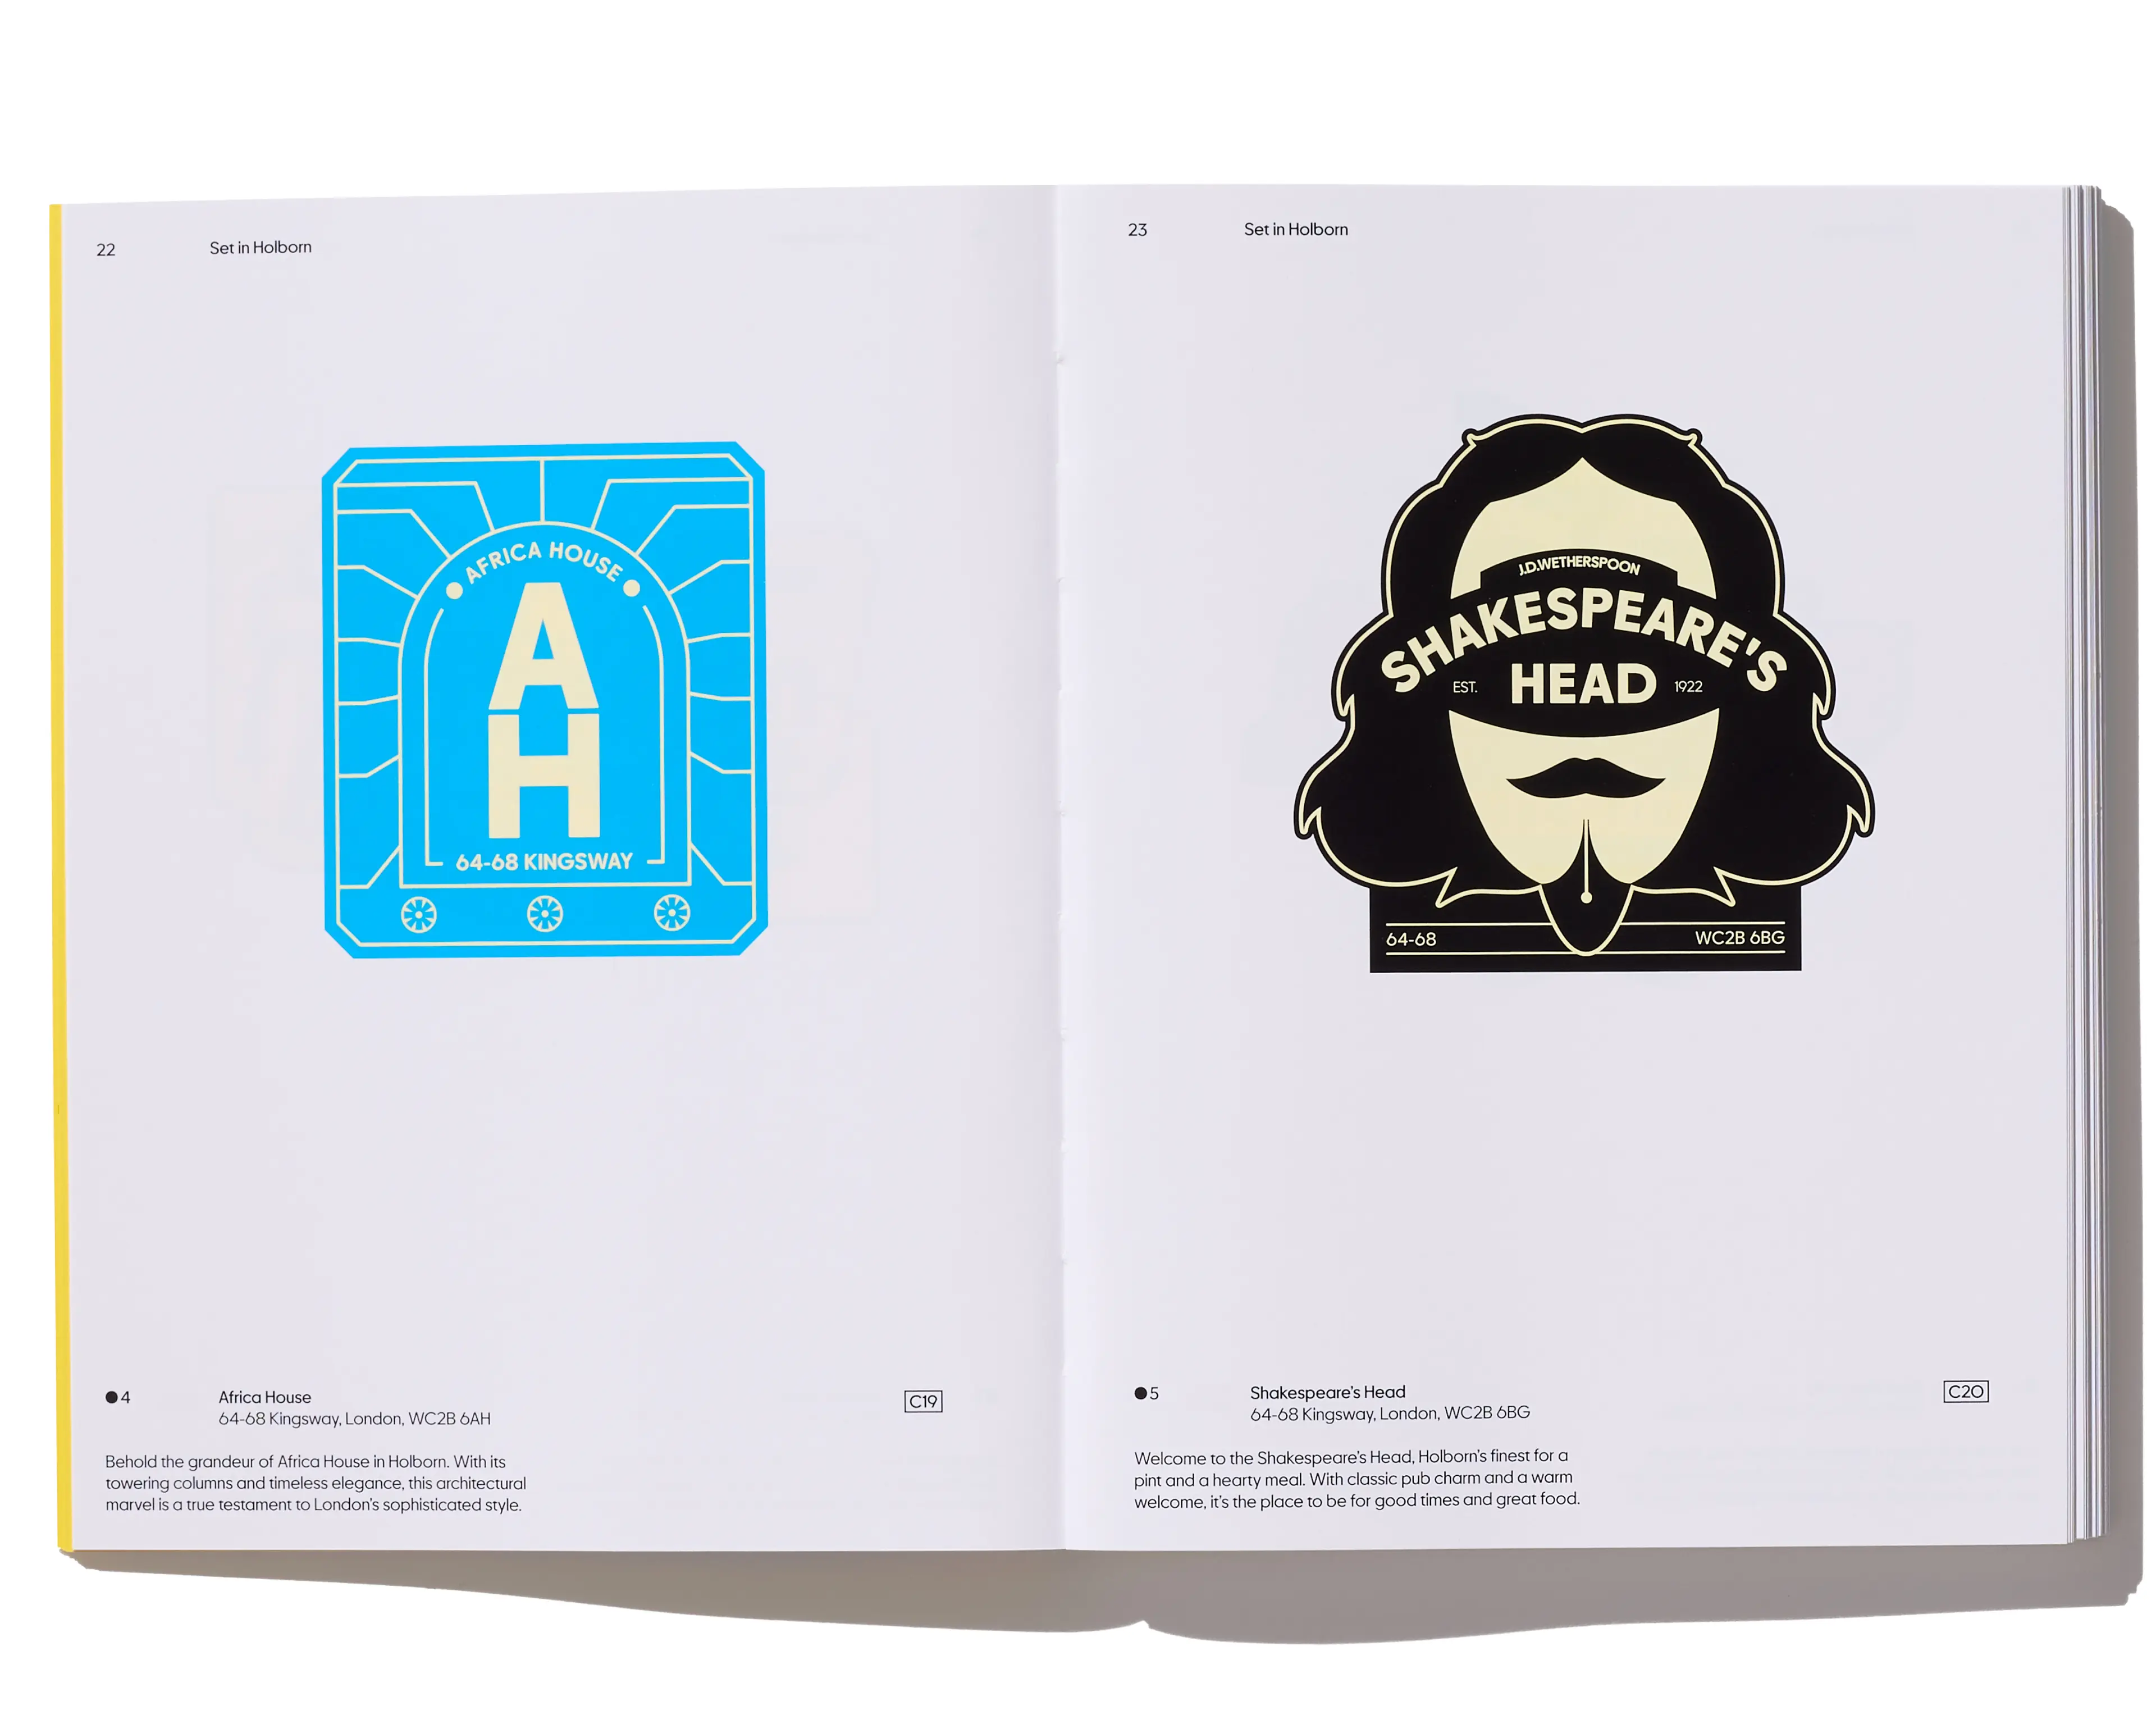 22 Set in Holborn
AFRICA HOUSE
A
H
64-68 KINGSWAY
4 Africa House C19
64-68 Kingsway, London, WC2B 6AH
Behold the grandeur of Africa House in Holborn. With its
towering columns and timeless elegance, this architectural
marvel is a true testament to London's sophisticated style.
23 Set in Holborn
J.D.WETHERSPOON
SHAKESPEARE'S
EST. HEAD 1922
64-68 WC2B 6BG
5 Shakespeare's Head C20
64-68 Kingsway, London, WC2B 6BG
Welcome to the Shakespeare's Head, Holborn's finest for a
pint and a hearty meal. With classic pub charm and a warm
welcome, it's the place to be for good times and great food.